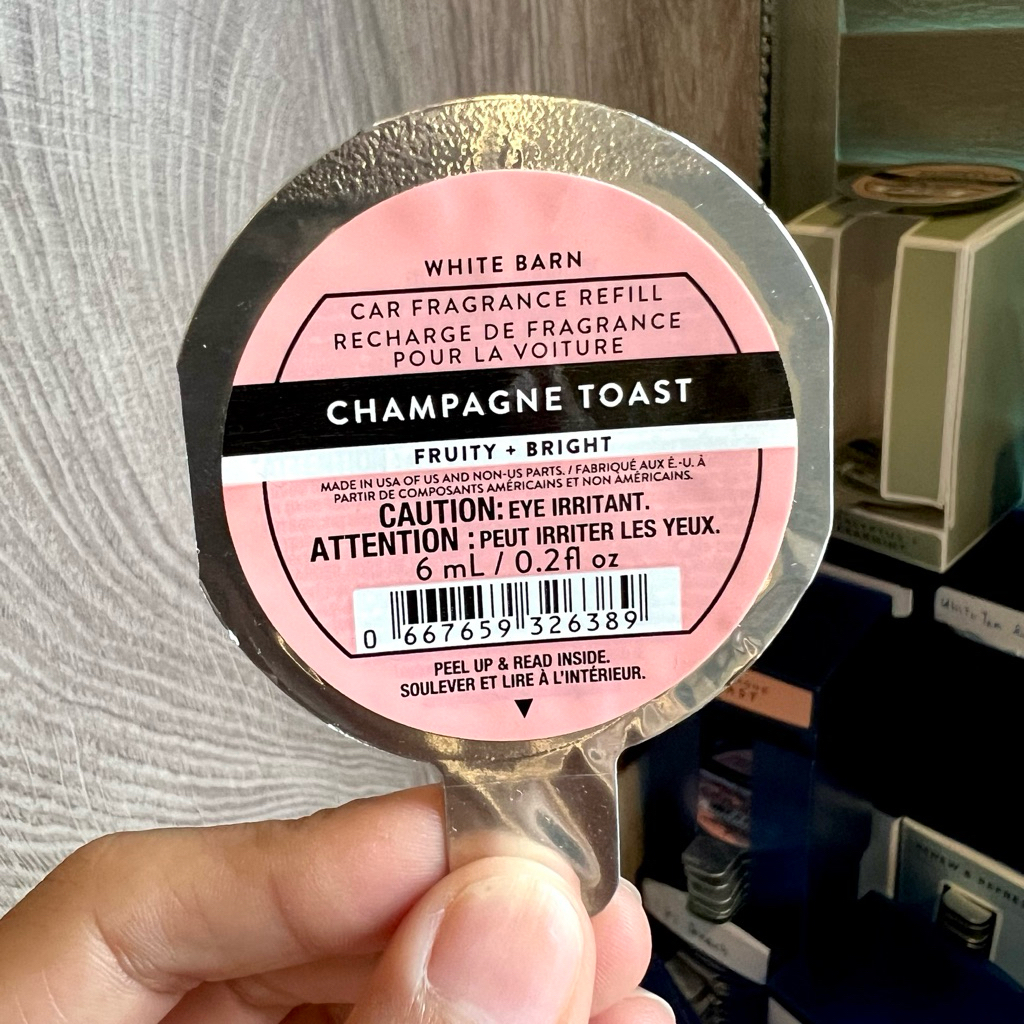 WHITE BARN
CAR FRAGRANCE REFILL
RECHARGE DE FRAGRANCE
POUR LA VOITURE
CHAMPAGNE TOAST
FRUITY + BRIGHT
MADE IN USA OF US AND NON-US PARTS. / FABRIQUÉ AUX É.-U. À
PARTIR DE COMPOSANTS AMÉRICAINS ET NON AMÉRICAINS.
CAUTION: EYE IRRITANT.
ATTENTION : PEUT IRRITER LES YEUX.
6 mL / 0.2fl oz
0 667659 326389
PEEL UP & READ INSIDE.
SOULEVER ET LIRE À L'INTÉRIEUR.
White Tea